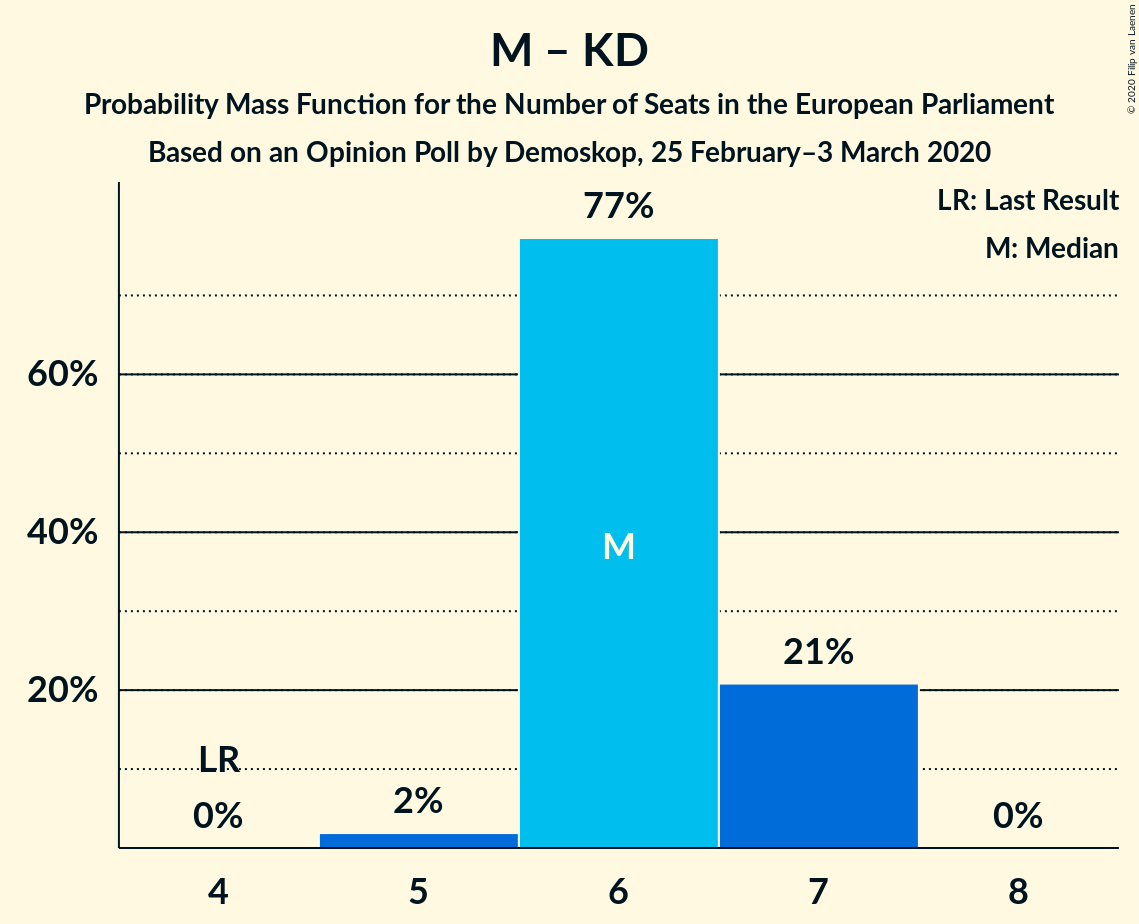 M – KD
Probability Mass Function for the Number of Seats in the European Parliament
Based on an Opinion Poll by Demoskop, 25 February–3 March 2020
© 2020 Filip van Laenen
LR: Last Result
M: Median
77%
60%
40%
M
21%
20%
LR
2%
0%
0%
4
5
6
7
8